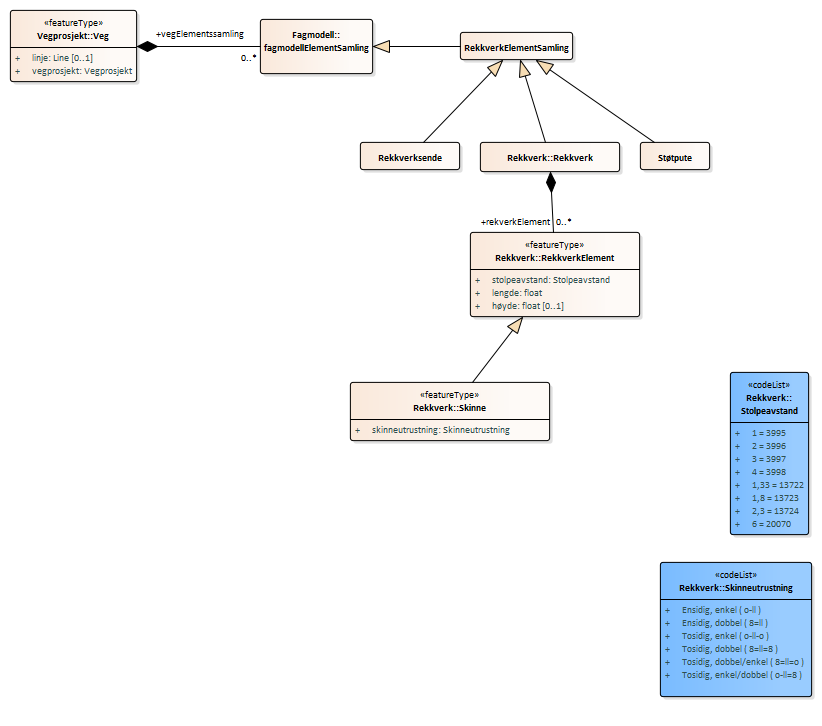 «featureType»
Vegprosjekt::Veg
+ linje: Line [0..1]
+ vegprosjekt: Vegprosjekt
+vegElementssamling
0..*
Fagmodell::
fagmodellElementSamling
RekkverkElementSamling
Rekkverksende
Rekkverk::Rekkverk
Støtpute
+rekverkElement 0..*
«featureType»
Rekkverk::RekkverkElement
+ stolpeavstand: Stolpeavstand
+ lengde: float
+ høyde: float [0..1]
«featureType»
Rekkverk::Skinne
+ skinneutrustning: Skinneutrustning
«codeList»
Rekkverk::
Stolpeavstand
+ 1 = 3995
+ 2 = 3996
+ 3 = 3997
+ 4 = 3998
+ 1,33 = 13722
+ 1,8 = 13723
+ 2,3 = 13724
+ 6 = 20070
«codeList»
Rekkverk::Skinneutrustning
+ Ensidig, enkel ( o-ll )
+ Ensidig, dobbel ( 8=ll )
+ Tosidig, enkel ( o-ll-o )
+ Tosidig, dobbel ( 8=ll=8 )
+ Tosidig, dobbel/enkel ( 8=ll=o )
+ Tosidig, enkel/dobbel ( o-ll=8 )